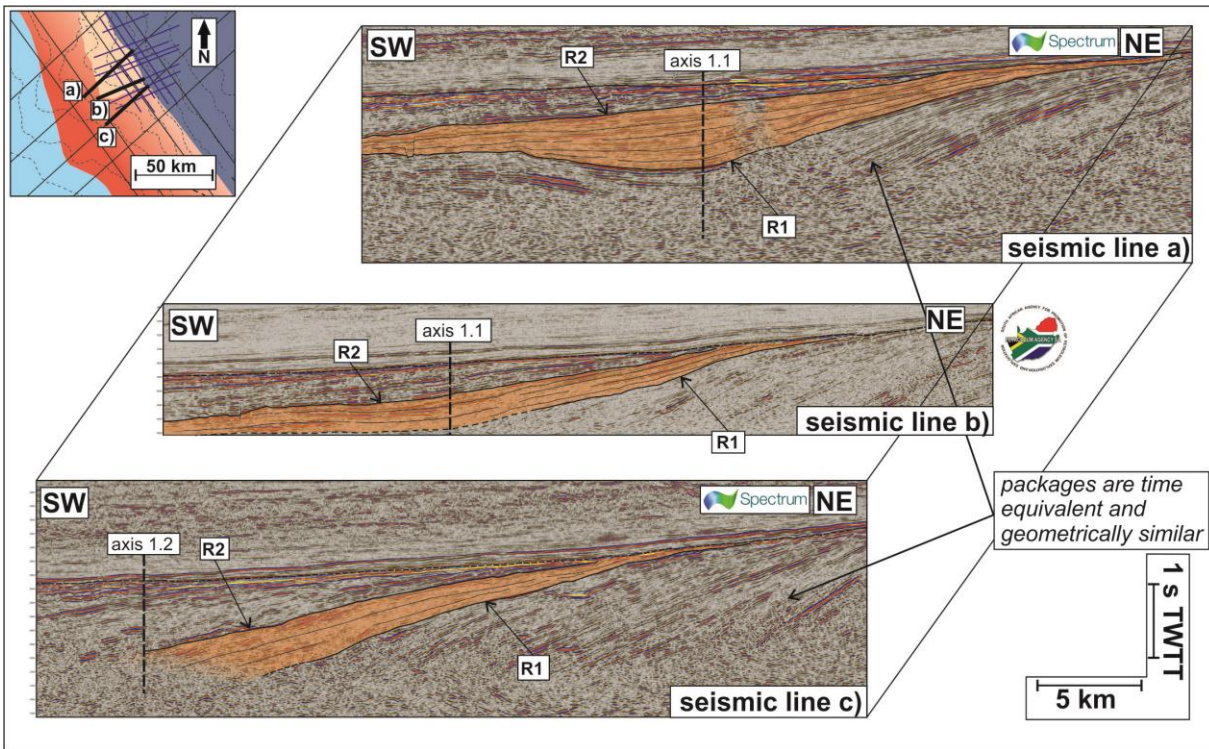 N
a)
b)
c)
50 km
SW
R2
axis 1.1
Spectrum
NE
R1
seismic line a)
SW
axis 1.1
R2
NE
R1
seismic line b)
SW
axis 1.2
R2
Spectrum
NE
R1
seismic line c)
packages are time
equivalent and
geometrically similar
1 s TWTT
5 km